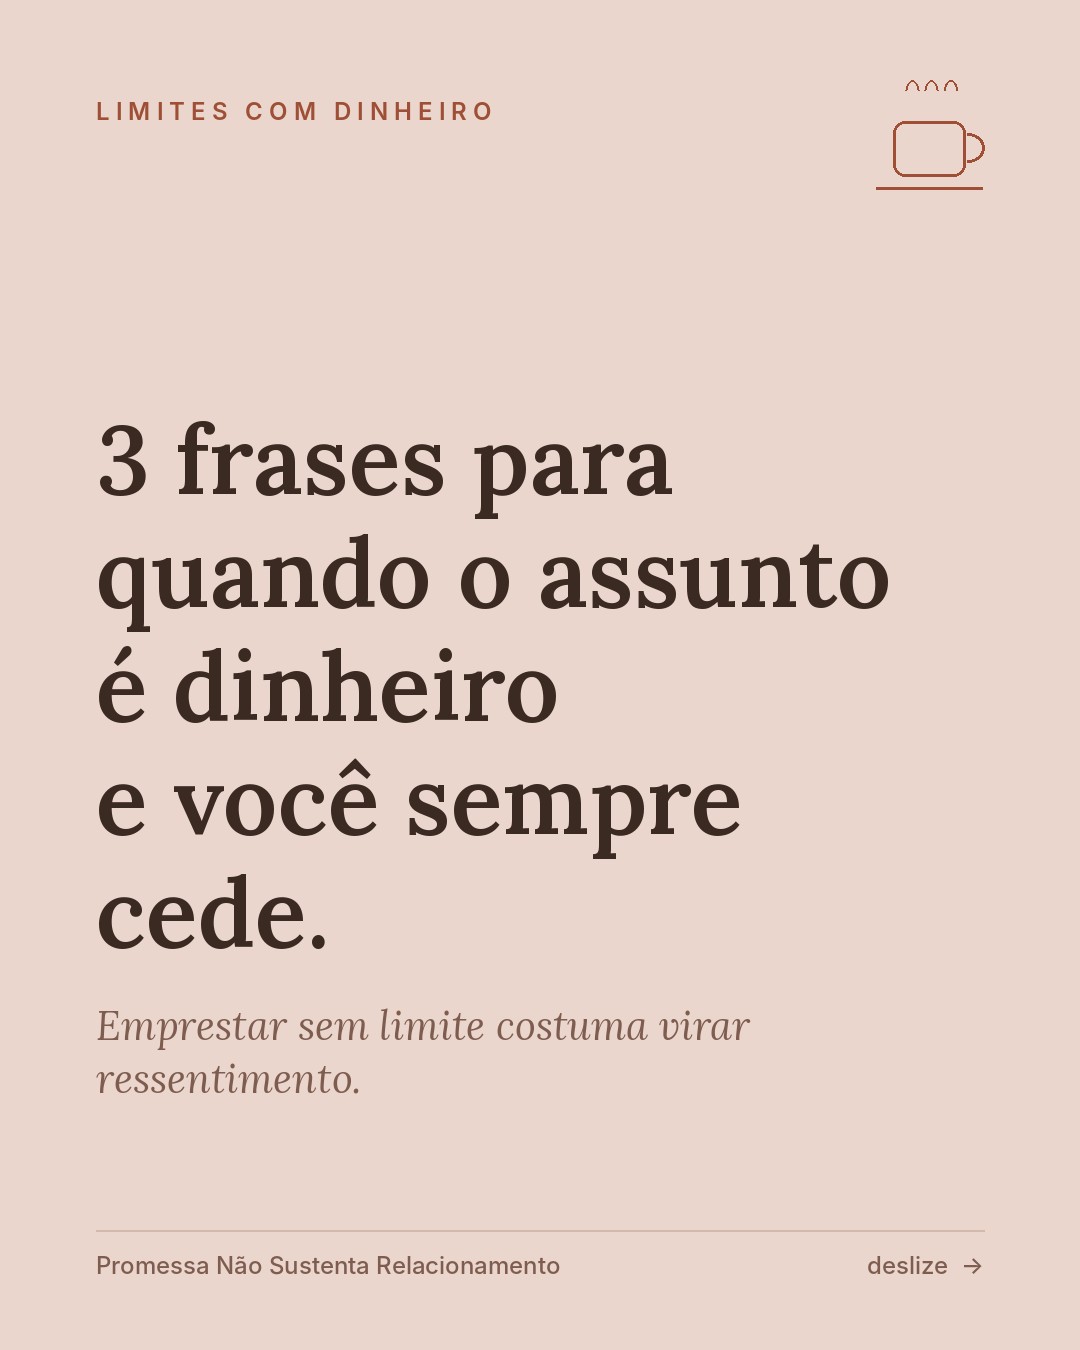 LIMITES COM DINHEIRO
3 frases para
quando o assunto
é dinheiro
e você sempre
cede.
Emprestar sem limite costuma virar
ressentimento.
Promessa Não Sustenta Relacionamento
deslize →